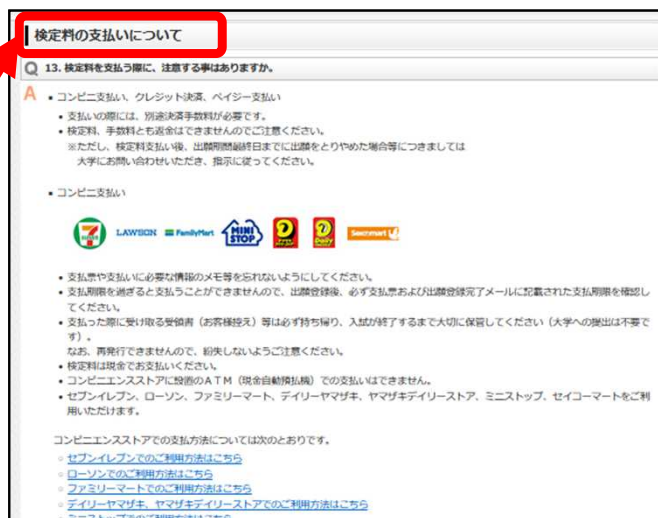 検定料の支払いについて
Q 13. 検定料を支払う際に、注意する事はありますか。
A ▪ コンビニ支払い、クレジット決済、ペイジー支払い
• 支払いの際には、別途決済手数料が必要です。
• 検定料、手数料とも返金はできませんのでご注意ください。
※ただし、検定料支払い後、出願期間最終日までに出願をとりやめた場合等につきましては
大学にお問い合わせいただき、指示に従ってください。
▪ コンビニ支払い
LAWSON FamilyMart MINI STOP Daily Seicomart
• 支払票や支払いに必要な情報のメモ等を忘れないようにしてください。
• 支払期限を過ぎると支払うことができませんので、出願登録後、必ず支払票および出願登録完了メールに記載された支払期限を確認し
てください。
• 支払った際に受け取る受領書（お客様控え）等は必ず持ち帰り、入試が終了するまで大切に保管してください（大学への提出は不要で
す）。
なお、再発行できませんので、紛失しないようご注意ください。
• 検定料は現金でお支払いください。
• コンビニエンスストアに設置のＡＴＭ（現金自動預払機）での支払いはできません。
• セブンイレブン、ローソン、ファミリーマート、デイリーヤマザキ、ヤマザキデイリーストア、ミニストップ、セイコーマートをご利
用いただけます。
コンビニエンスストアでの支払方法については次のとおりです。
◦ セブンイレブンでのご利用方法はこちら
◦ ローソンでのご利用方法はこちら
◦ ファミリーマートでのご利用方法はこちら
◦ デイリーヤマザキ、ヤマザキデイリーストアでのご利用方法はこちら
◦ ミニストップでのご利用方法はこちら